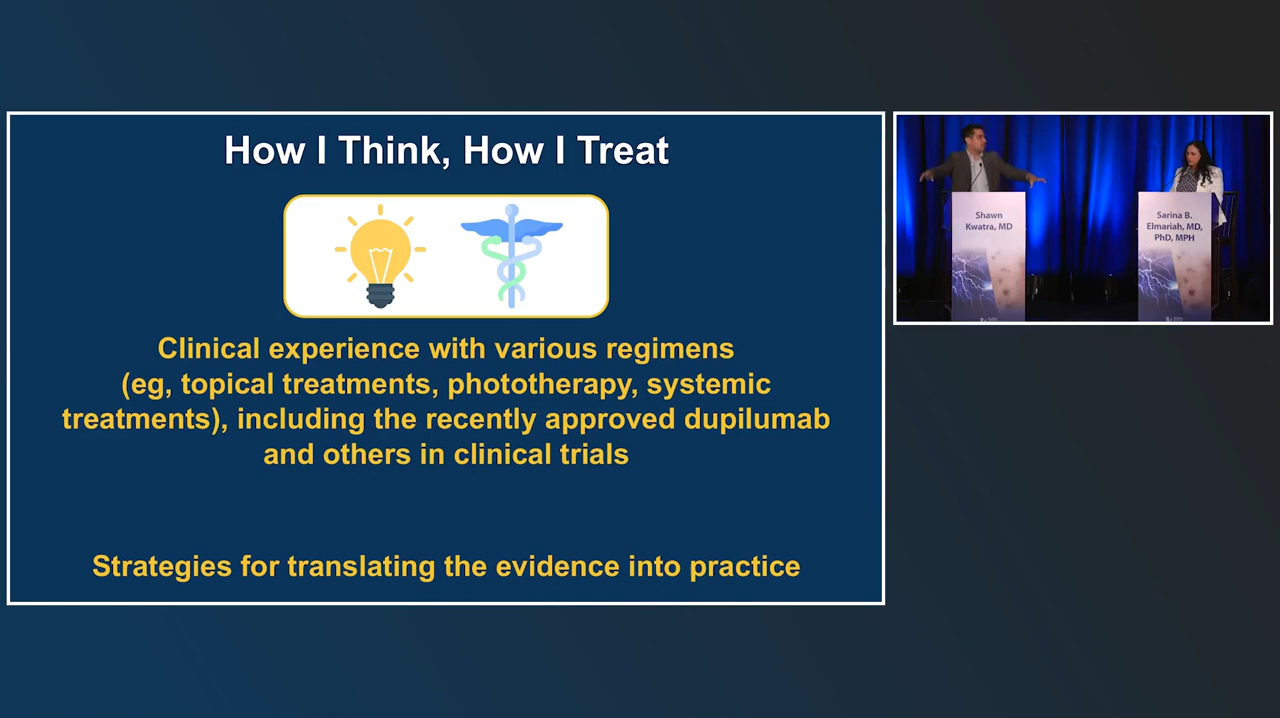 How I Think, How I Treat
Clinical experience with various regimens
(eg, topical treatments, phototherapy, systemic
treatments), including the recently approved dupilumab
and others in clinical trials
Strategies for translating the evidence into practice
Shawn
Kwatra, MD
Sarina B.
Elmariah, MD,
PhD, MPH